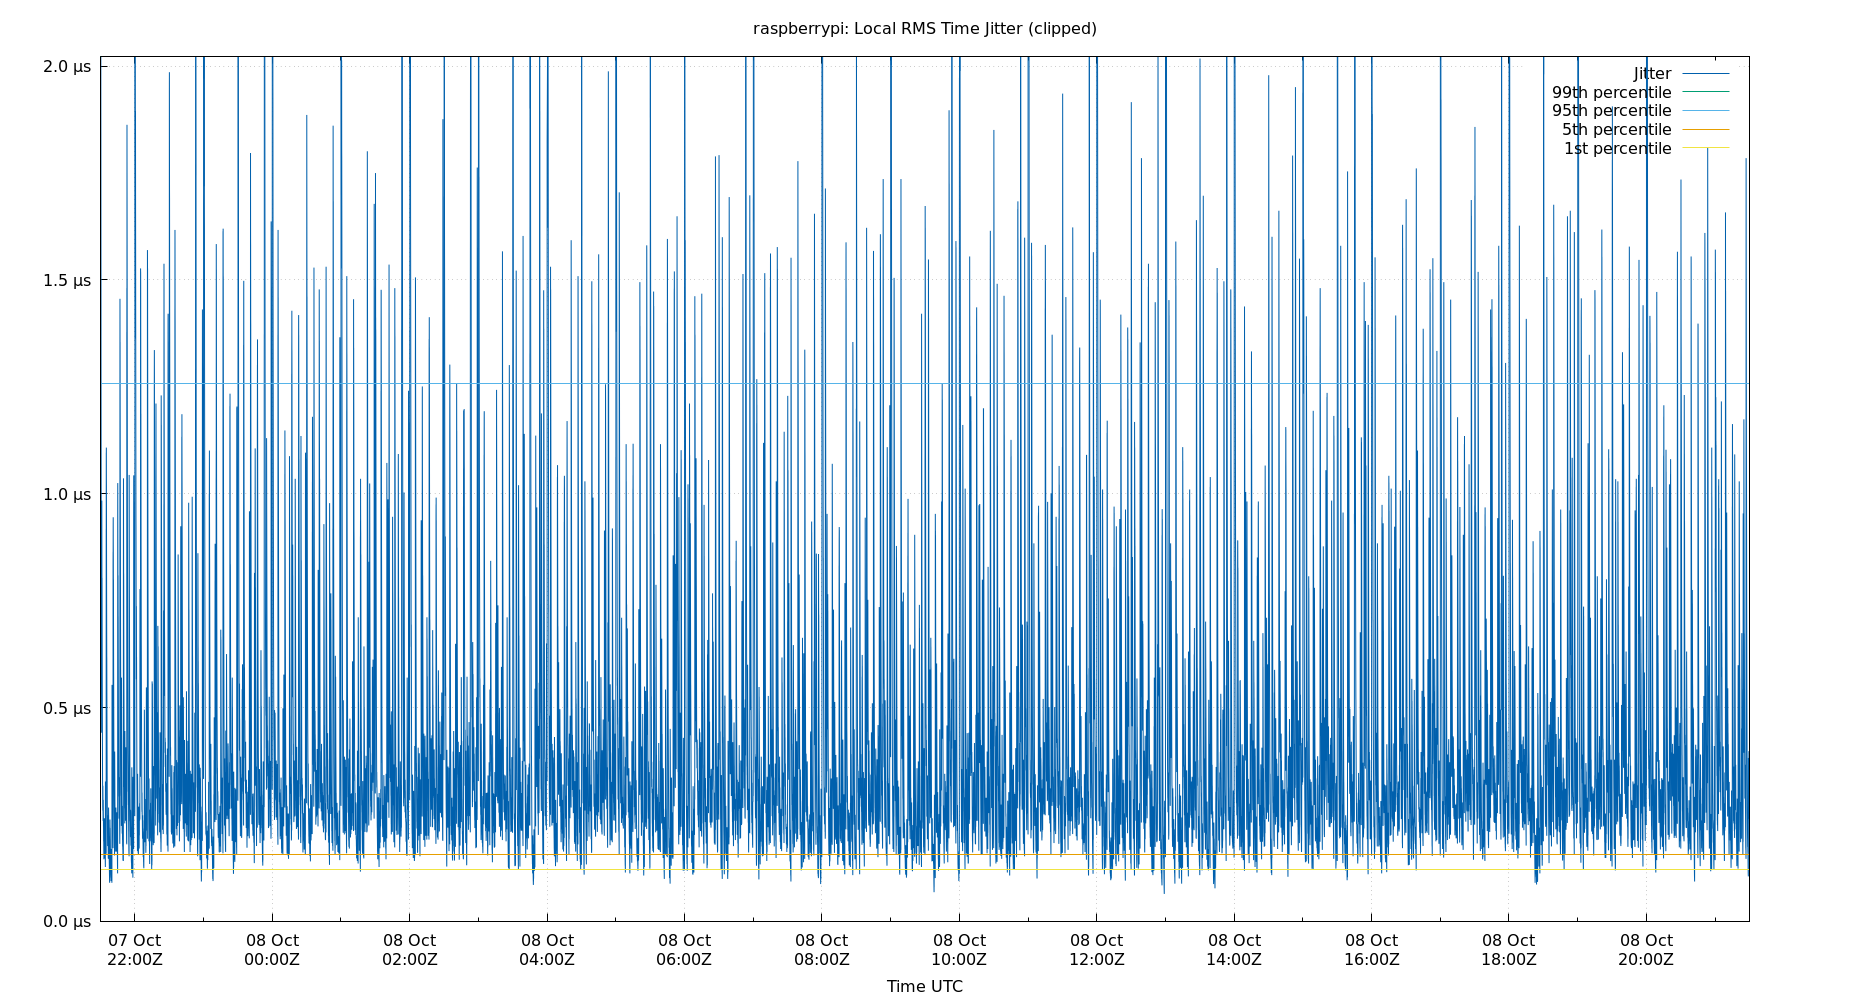 raspberrypi: Local RMS Time Jitter (clipped)
2.0 μs
1.5 μs
1.0 μs
0.5 μs
0.0 μs
Jitter
99th percentile
95th percentile
5th percentile
1st percentile
07 Oct 08 Oct 08 Oct 08 Oct 08 Oct 08 Oct 08 Oct 08 Oct 08 Oct 08 Oct 08 Oct 08 Oct
22:00Z 00:00Z 02:00Z 04:00Z 06:00Z 08:00Z 10:00Z 12:00Z 14:00Z 16:00Z 18:00Z 20:00Z
Time UTC